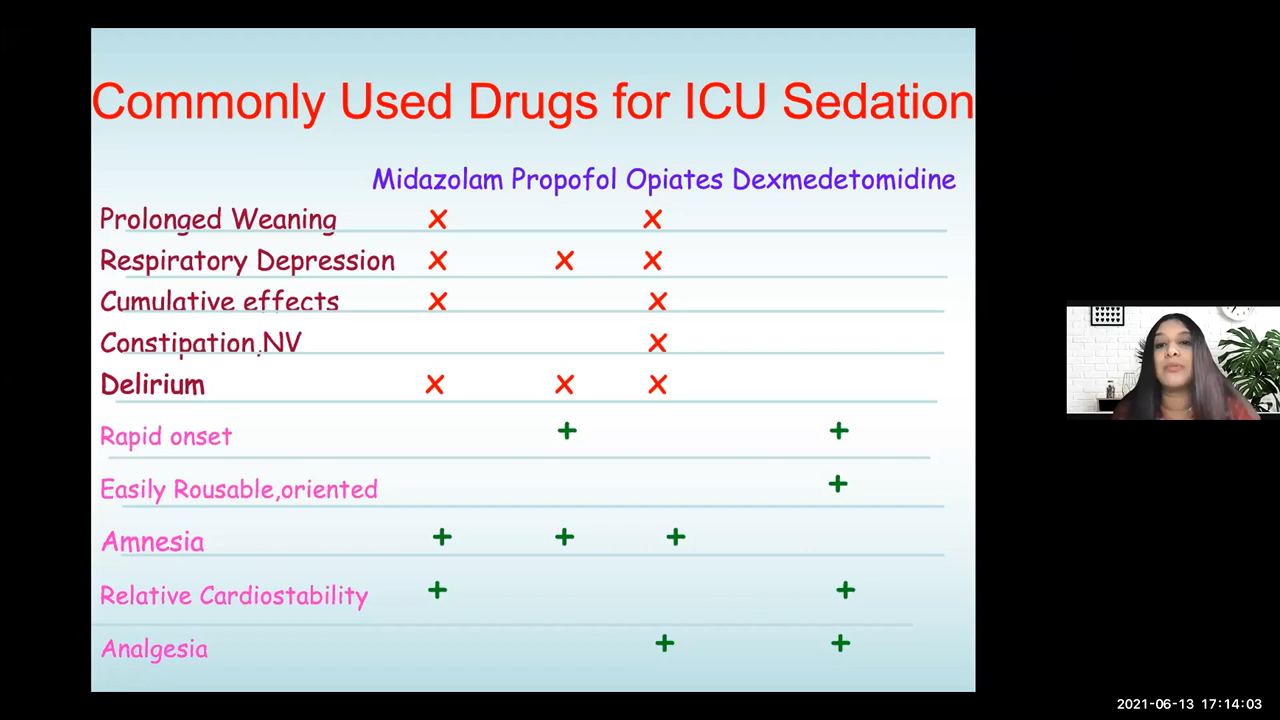 Commonly Used Drugs for ICU Sedation
Midazolam Propofol Opiates Dexmedetomidine
Prolonged Weaning x x
Respiratory Depression x x x
Cumulative effects x x
Constipation,NV x
Delirium x x x
Rapid onset + +
Easily Rousable,oriented +
Amnesia + + +
Relative Cardiostability + +
Analgesia + +
2021-06-13 17:14:03